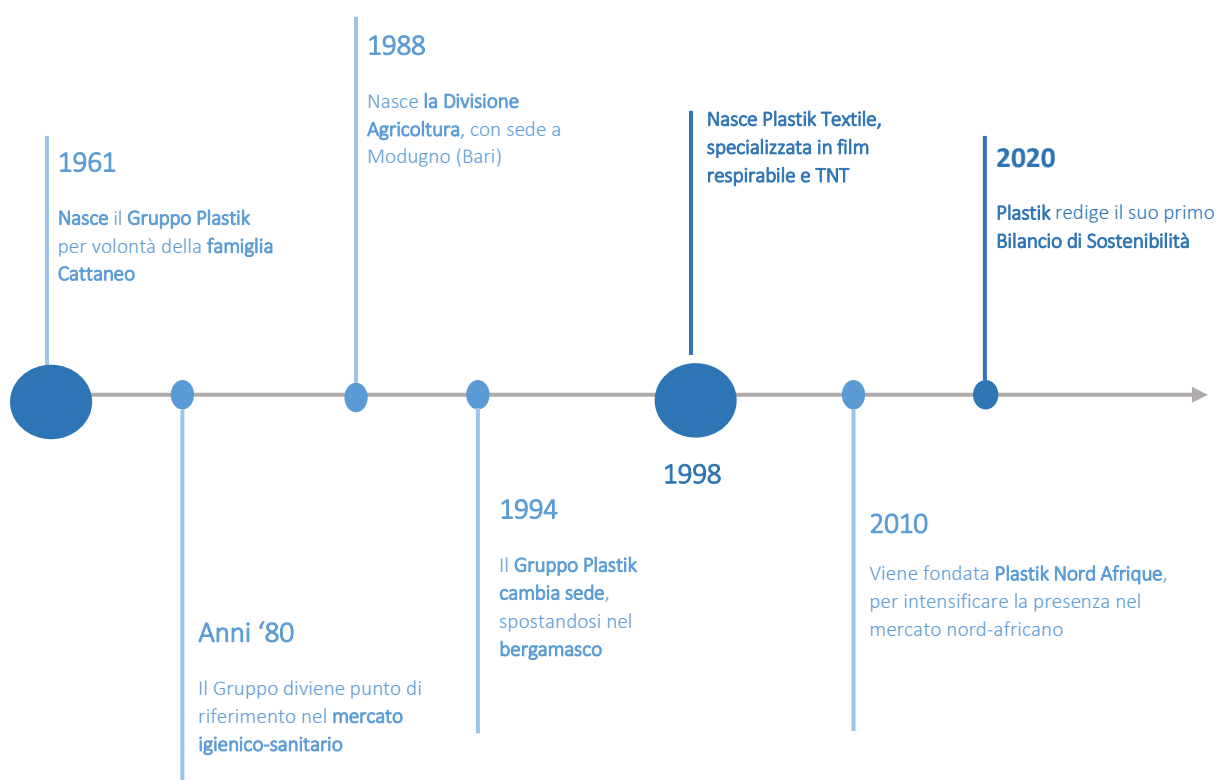 1961
Nasce il Gruppo Plastik
per volontà della famiglia
Cattaneo
Anni ‘80
Il Gruppo diviene punto di
riferimento nel mercato
igienico-sanitario
1988
Nasce la Divisione
Agricoltura, con sede a
Modugno (Bari)
1994
Il Gruppo Plastik
cambia sede,
spostandosi nel
bergamasco
Nasce Plastik Textile,
specializzata in film
respirabile e TNT
1998
2010
Viene fondata Plastik Nord Afrique,
per intensificare la presenza nel
mercato nord-africano
2020
Plastik redige il suo primo
Bilancio di Sostenibilità